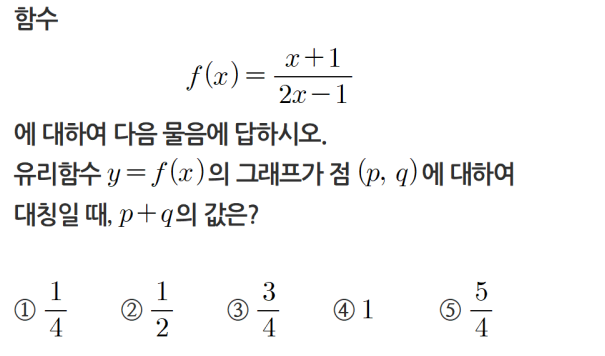 함수
f(x) = \frac{x+1}{2x-1}
에 대하여 다음 물음에 답하시오.
유리함수 y = f(x)의 그래프가 점 (p, q)에 대하여
대칭일 때, p+q의 값은?
① \frac{1}{4} ② \frac{1}{2} ③ \frac{3}{4} ④ 1 ⑤ \frac{5}{4}